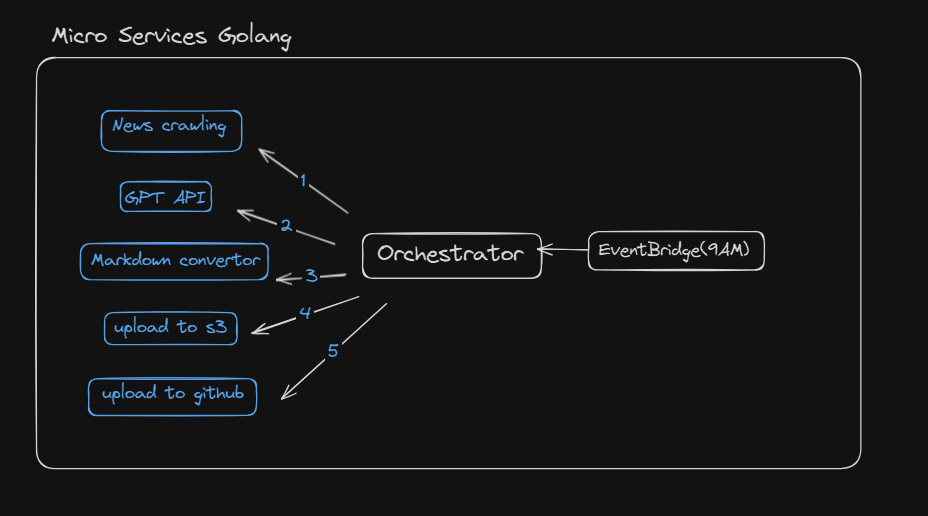 Micro Services Golang
News crawling
1
GPT API
2
Markdown convertor
3
Orchestrator
EventBridge(9AM)
upload to s3
4
upload to github
5